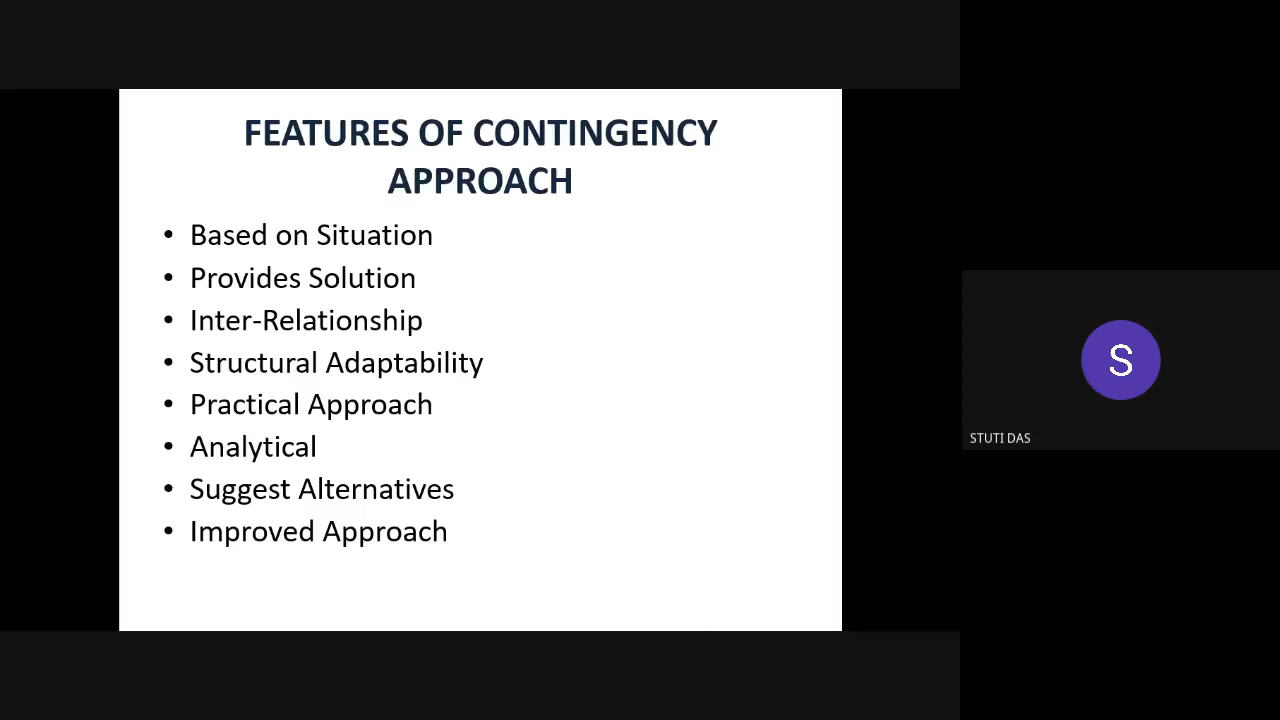 FEATURES OF CONTINGENCY
APPROACH
• Based on Situation
• Provides Solution
• Inter-Relationship
• Structural Adaptability
• Practical Approach
• Analytical
• Suggest Alternatives
• Improved Approach
S
STUTI DAS